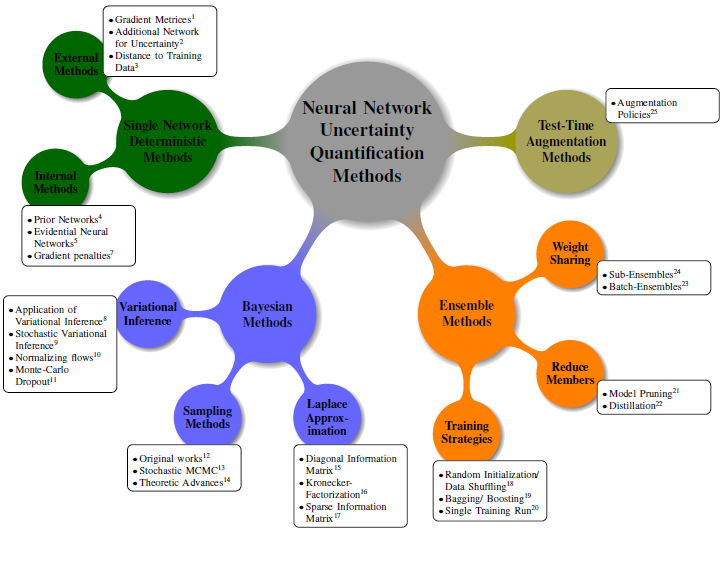 Neural Network
Uncertainty
Quantification
Methods
Single Network
Deterministic
Methods
External
Methods
• Gradient Metrices¹
• Additional Network
for Uncertainty²
• Distance to Training
Data³
Internal
Methods
• Prior Networks⁴
• Evidential Neural
Networks⁵
• Gradient penalties⁷
Test-Time
Augmentation
Methods
• Augmentation
Policies²⁵
Bayesian
Methods
Variational
Inference
• Application of
Variational Inference⁸
• Stochastic Variational
Inference⁹
• Normalizing flows¹⁰
• Monte-Carlo
Dropout¹¹
Sampling
Methods
• Original works¹²
• Stochastic MCMC¹³
• Theoretic Advances¹⁴
Laplace
Approx-
imation
• Diagonal Information
Matrix¹⁵
• Kronecker-
Factorization¹⁶
• Sparse Information
Matrix¹⁷
Ensemble
Methods
Weight
Sharing
• Sub-Ensembles²⁴
• Batch-Ensembles²³
Reduce
Members
• Model Pruning²¹
• Distillation²²
Training
Strategies
• Random Initialization/
Data Shuffling¹⁸
• Bagging/ Boosting¹⁹
• Single Training Run²⁰